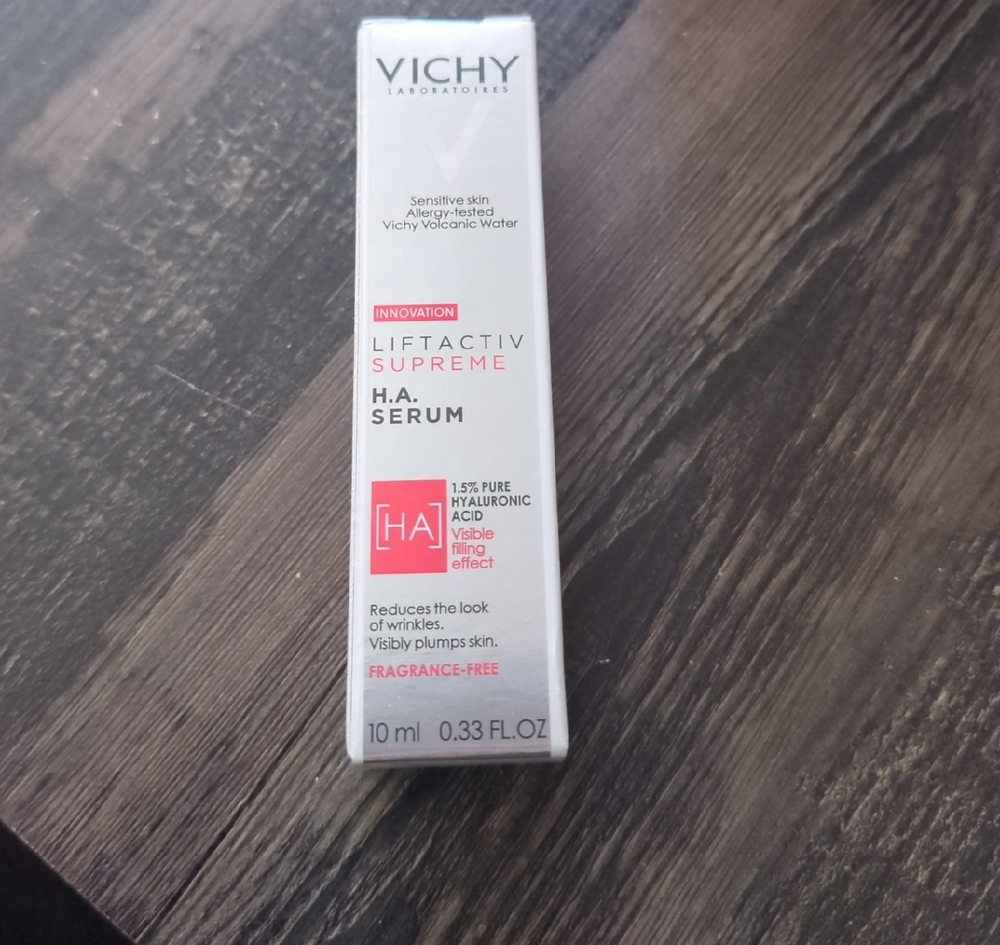 VICHY
LABORATOIRES
V
Sensitive skin
Allergy-tested
Vichy Volcanic Water
INNOVATION
LIFTACTIV
SUPREME
H.A.
SERUM
[HA]
1.5% PURE
HYALURONIC
ACID
Visible
filling
effect
Reduces the look
of wrinkles.
Visibly plumps skin.
FRAGRANCE-FREE
10 ml 0.33 FL.OZ